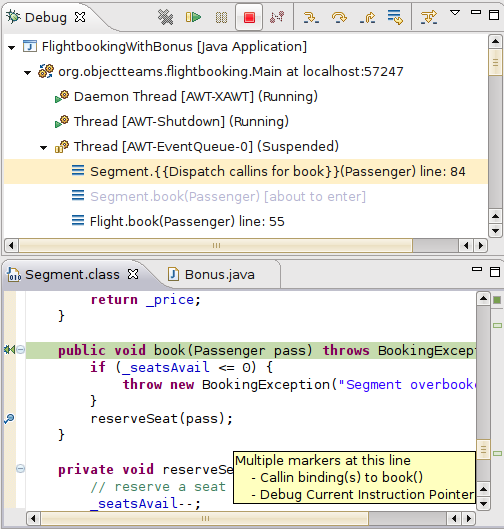 Debug
FlightbookingWithBonus [Java Application]
org.objectteams.flightbooking.Main at localhost:57247
Daemon Thread [AWT-XAWT] (Running)
Thread [AWT-Shutdown] (Running)
Thread [AWT-EventQueue-0] (Suspended)
Segment.{{Dispatch callins for book}}(Passenger) line: 84
Segment.book(Passenger) [about to enter]
Flight.book(Passenger) line: 55
Segment.class Bonus.java
return _price;
}
public void book(Passenger pass) throws BookingExcept
if (_seatsAvail <= 0) {
throw new BookingException("Segment overbooke
}
reserveSeat(pass);
}
private void reserveSe
// reserve a seat
_seatsAvail--;
Multiple markers at this line
- Callin binding(s) to book()
- Debug Current Instruction Pointer